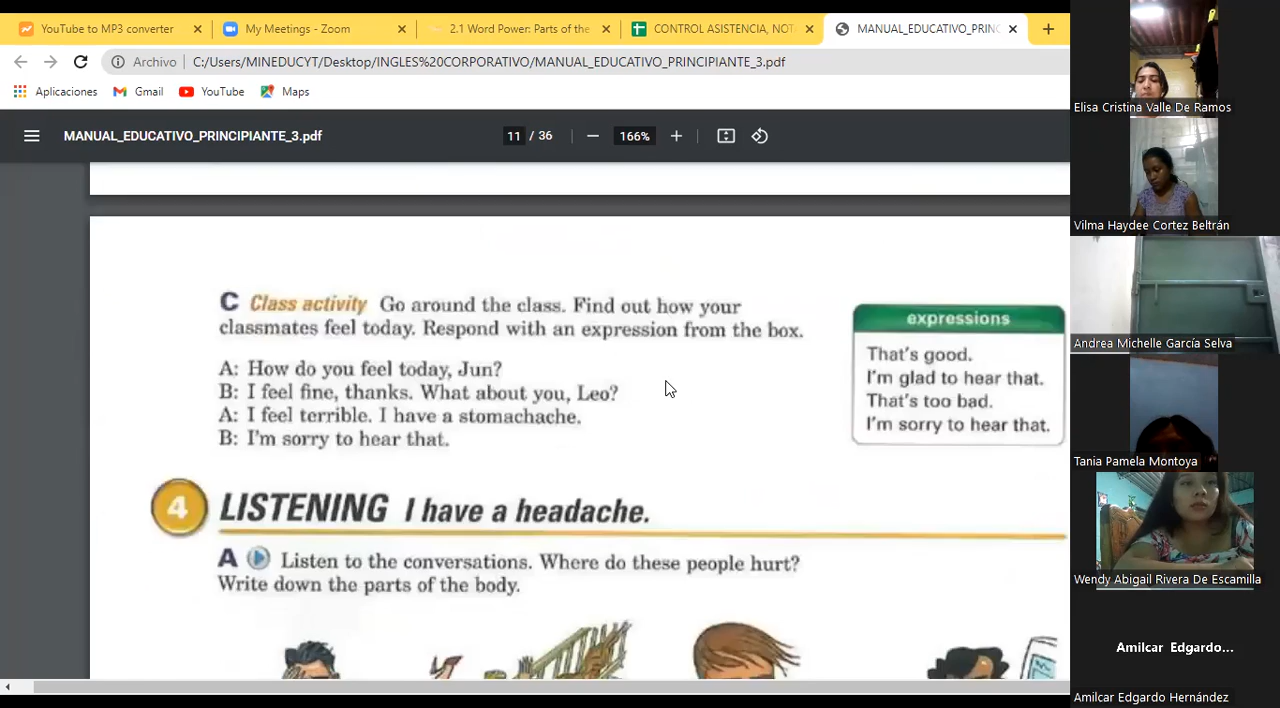 YouTube to MP3 converter
My Meetings - Zoom
2.1 Word Power: Parts of the
CONTROL ASISTENCIA, NOT
MANUAL_EDUCATIVO_PRINC
Archivo C:/Users/MINEDUCYT/Desktop/INGLES%20CORPORATIVO/MANUAL_EDUCATIVO_PRINCIPIANTE_3.pdf
Aplicaciones Gmail YouTube Maps
MANUAL_EDUCATIVO_PRINCIPIANTE_3.pdf 11 / 36 166%
C Class activity Go around the class. Find out how your
classmates feel today. Respond with an expression from the box.
A: How do you feel today, Jun?
B: I feel fine, thanks. What about you, Leo?
A: I feel terrible. I have a stomachache.
B: I'm sorry to hear that.
expressions
That's good.
I'm glad to hear that.
That's too bad.
I'm sorry to hear that.
4 LISTENING I have a headache.
A Listen to the conversations. Where do these people hurt?
Write down the parts of the body.
Elisa Cristina Valle De Ramos
Vilma Haydee Cortez Beltrán
Andrea Michelle García Selva
Tania Pamela Montoya
Wendy Abigail Rivera De Escamilla
Amilcar Edgardo...
Amilcar Edgardo Hernández